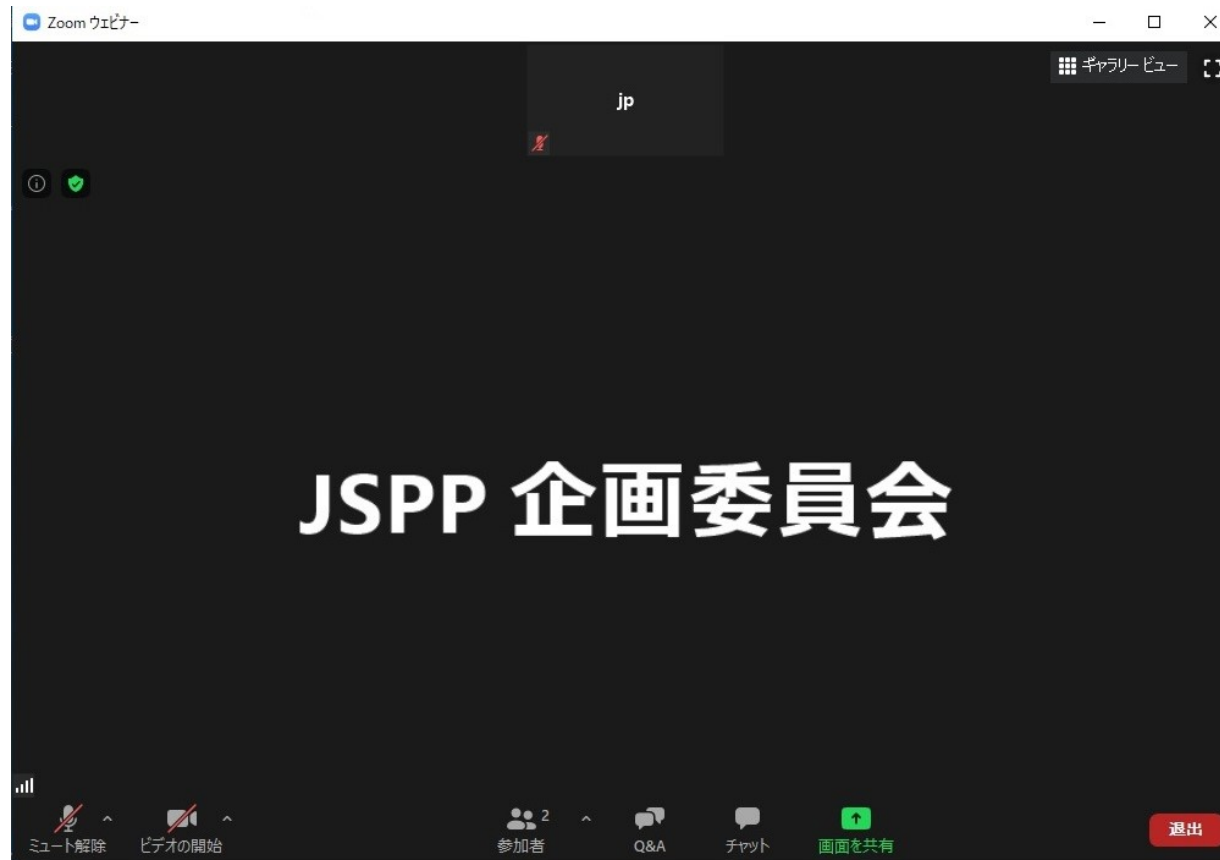 Zoom ウェビナー
jp
ギャラリー ビュー
JSPP 企画委員会
ミュート解除
ビデオの開始
参加者
2
Q&A
チャット
画面を共有
退出